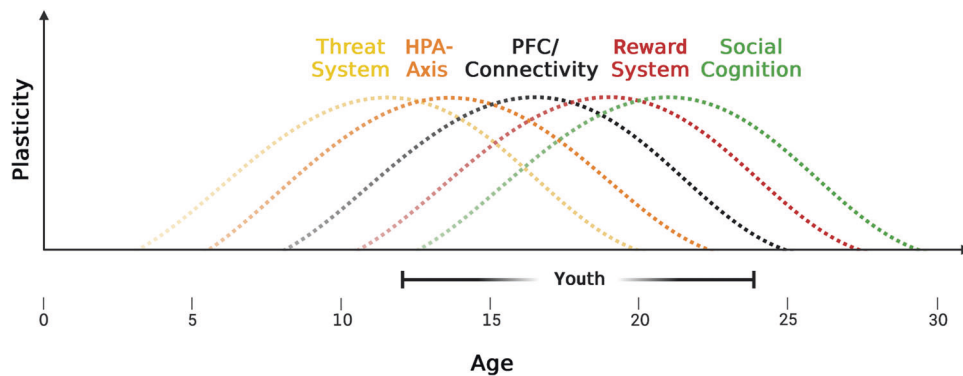 Threat
System
HPA-
Axis
PFC/
Connectivity
Reward
System
Social
Cognition
Plasticity
Youth
0 5 10 15 20 25 30
Age